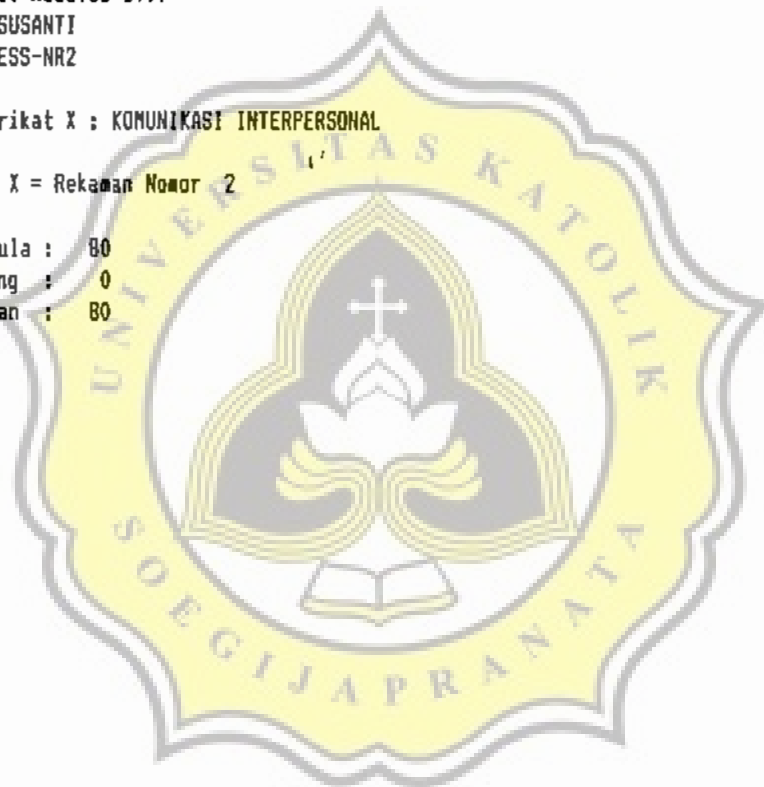 SUSANTI
ESS-NR2
rikat X : KOMUNIKASI INTERPERSONAL
X = Rekaman Nomor 2
ula : 80
ng : 0
an : 80
UNIVERSITAS KATOLIK
SOEGIJAPRANATA